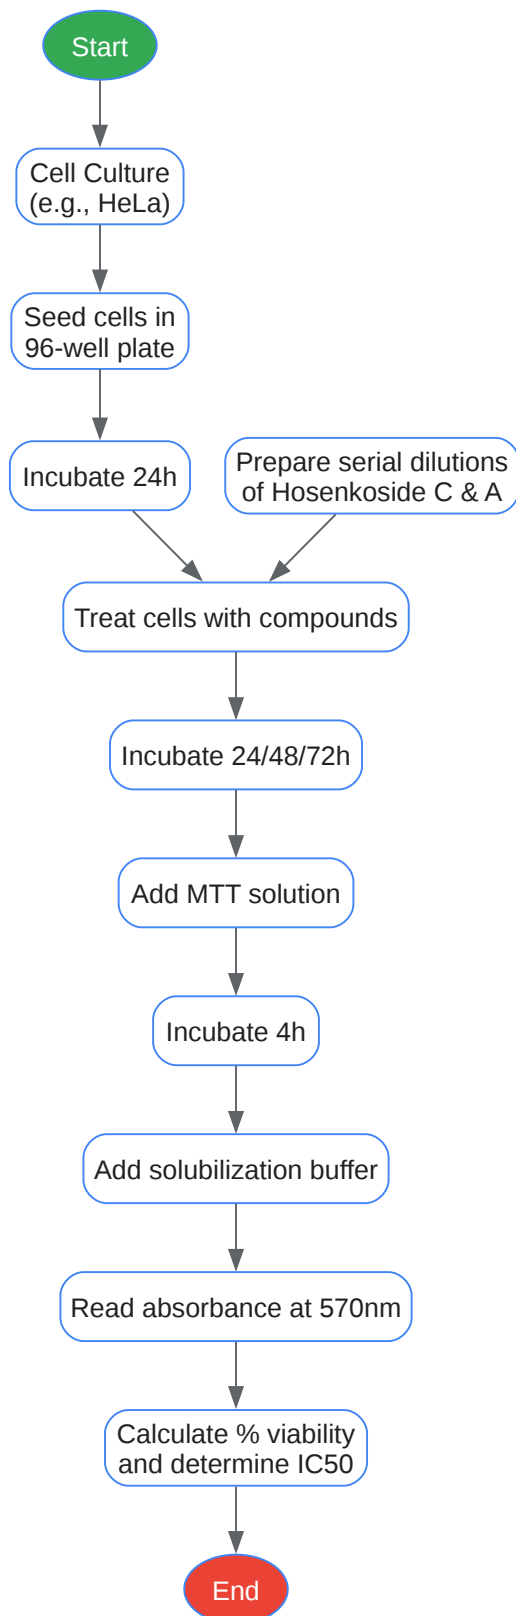 Start
Cell Culture
(e.g., HeLa)
Seed cells in
96-well plate
Incubate 24h
Prepare serial dilutions
of Hosenkoside C & A
Treat cells with compounds
Incubate 24/48/72h
Add MTT solution
Incubate 4h
Add solubilization buffer
Read absorbance at 570nm
Calculate % viability
and determine IC50
End